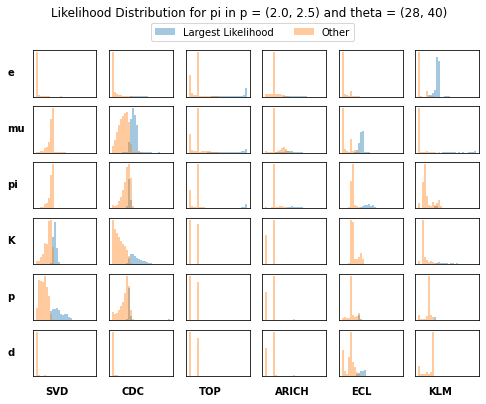 Likelihood Distribution for pi in p = (2.0, 2.5) and theta = (28, 40)
Largest Likelihood Other
e
mu
pi
K
p
d
SVD CDC TOP ARICH ECL KLM